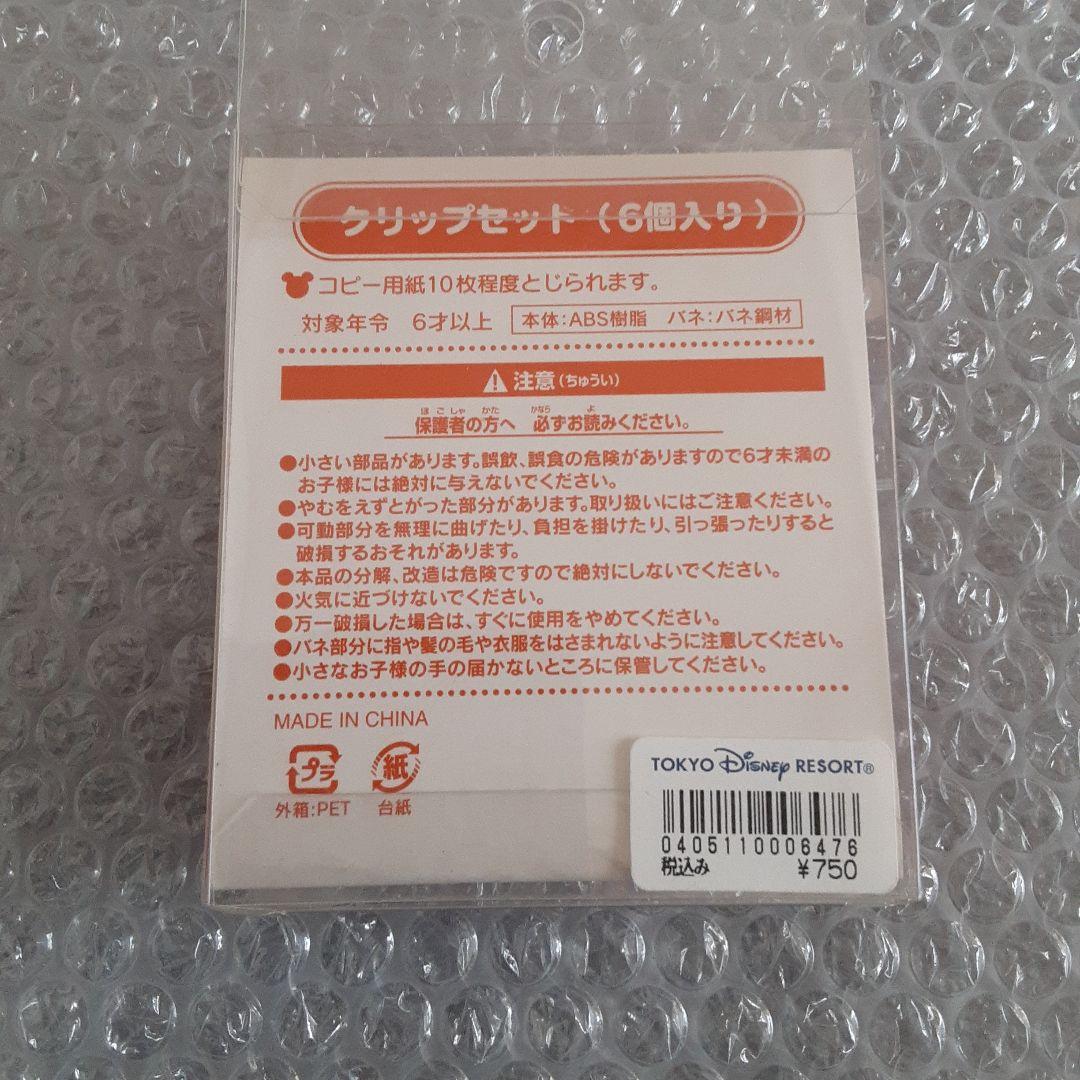 クリップセット(6個入り)
コピー用紙10枚程度とじられます。
対象年令 6才以上 本体:ABS樹脂 バネ:バネ鋼材
注意(ちゅうい)
ほごしゃ かた かなら よ
保護者の方へ 必ずお読みください。
●小さい部品があります。誤飲、誤食の危険がありますので6才未満の
お子様には絶対に与えないでください。
●やむをえずとがった部分があります。取り扱いにはご注意ください。
●可動部分を無理に曲げたり、負担を掛けたり、引っ張ったりすると
破損するおそれがあります。
●本品の分解、改造は危険ですので絶対にしないでください。
●火気に近づけないでください。
●万一破損した場合は、すぐに使用をやめてください。
●バネ部分に指や髪の毛や衣服をはさまれないように注意してください。
●小さなお子様の手の届かないところに保管してください。
MADE IN CHINA
プラ 紙
外箱:PET 台紙
TOKYO Disney RESORT®
0405110006476
税込み ¥750